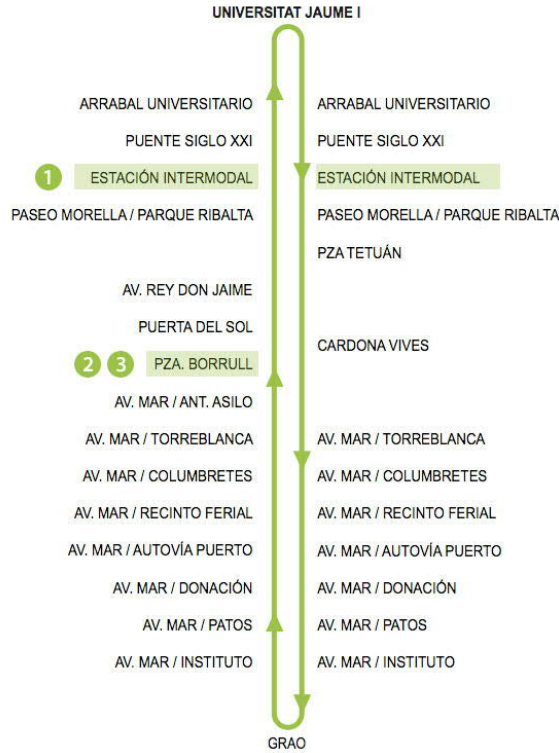 UNIVERSITAT JAUME I
ARRABAL UNIVERSITARIO
ARRABAL UNIVERSITARIO
PUENTE SIGLO XXI
PUENTE SIGLO XXI
1 ESTACIÓN INTERMODAL
ESTACIÓN INTERMODAL
PASEO MORELLA / PARQUE RIBALTA
PASEO MORELLA / PARQUE RIBALTA
PZA TETUÁN
AV. REY DON JAIME
PUERTA DEL SOL
CARDONA VIVES
2 3 PZA. BORRULL
AV. MAR / ANT. ASILO
AV. MAR / TORREBLANCA
AV. MAR / TORREBLANCA
AV. MAR / COLUMBRETES
AV. MAR / COLUMBRETES
AV. MAR / RECINTO FERIAL
AV. MAR / RECINTO FERIAL
AV. MAR / AUTOVÍA PUERTO
AV. MAR / AUTOVÍA PUERTO
AV. MAR / DONACIÓN
AV. MAR / DONACIÓN
AV. MAR / PATOS
AV. MAR / PATOS
AV. MAR / INSTITUTO
AV. MAR / INSTITUTO
GRAO